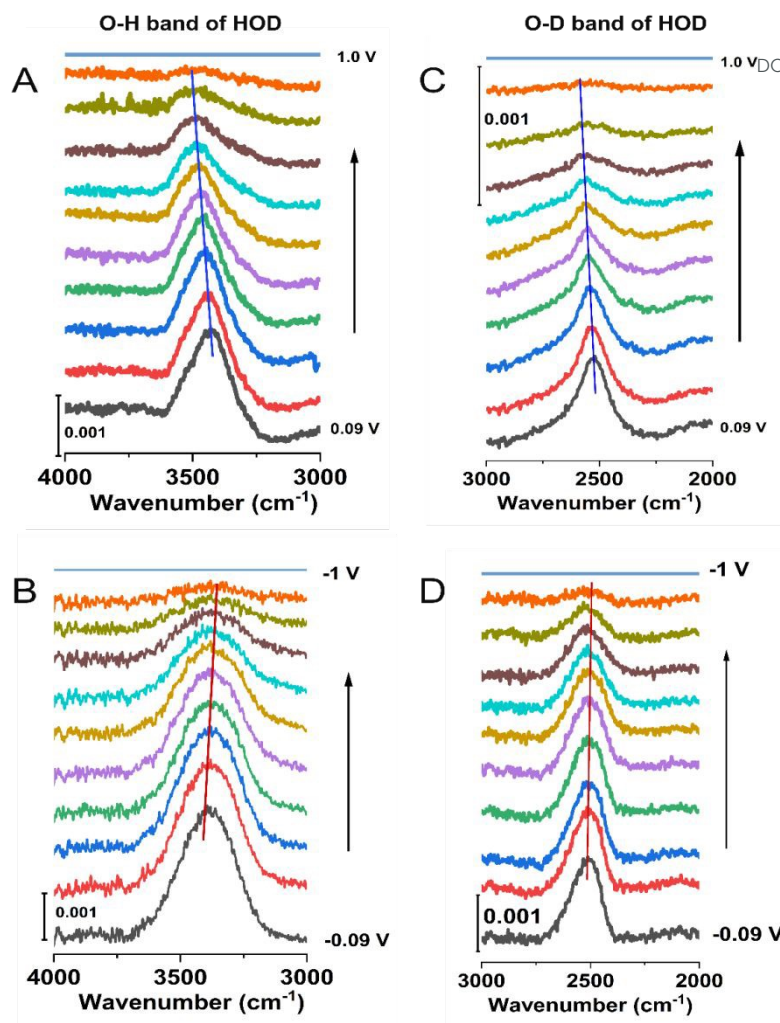 O-H band of HOD
O-D band of HOD
A
1.0 V
0.001
0.09 V
4000
3500
3000
Wavenumber (cm⁻¹)
C
1.0 V
DC
0.001
0.09 V
3000
2500
2000
Wavenumber (cm⁻¹)
B
-1 V
0.001
-0.09 V
4000
3500
3000
Wavenumber (cm⁻¹)
D
-1 V
0.001
-0.09 V
3000
2500
2000
Wavenumber (cm⁻¹)